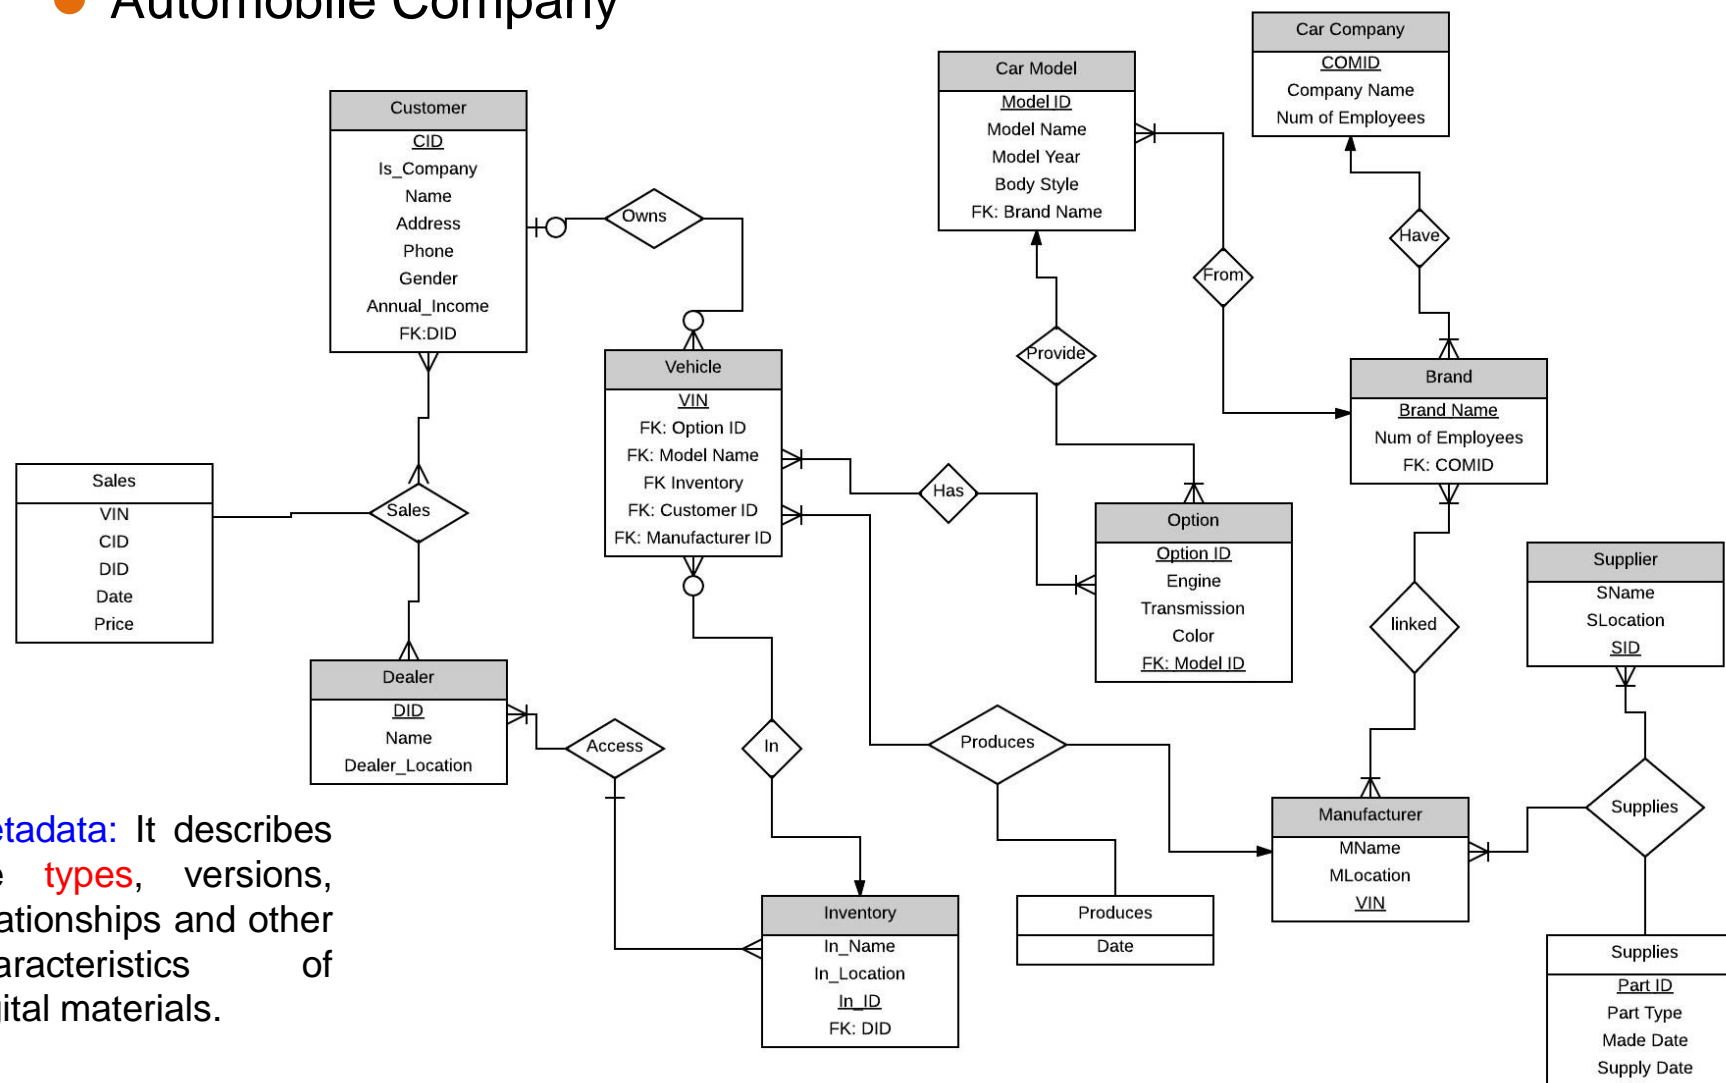 Automobile Company
Car Company
COMID
Company Name
Num of Employees
Car Model
Model ID
Model Name
Model Year
Body Style
FK: Brand Name
Customer
CID
Is_Company
Name
Address
Phone
Gender
Annual_Income
FK:DID
Owns
From
Have
Provide
Vehicle
VIN
FK: Option ID
FK: Model Name
FK Inventory
FK: Customer ID
FK: Manufacturer ID
Brand
Brand Name
Num of Employees
FK: COMID
Sales
VIN
CID
DID
Date
Price
Sales
Has
Option
Option ID
Engine
Transmission
Color
FK: Model ID
Supplier
SName
SLocation
SID
linked
Dealer
DID
Name
Dealer_Location
Access
In
Produces
Manufacturer
MName
MLocation
VIN
Supplies
etadata: It describes
e types, versions,
lationships and other
aracteristics of
gital materials.
Inventory
In_Name
In_Location
In_ID
FK: DID
Produces
Date
Supplies
Part ID
Part Type
Made Date
Supply Date